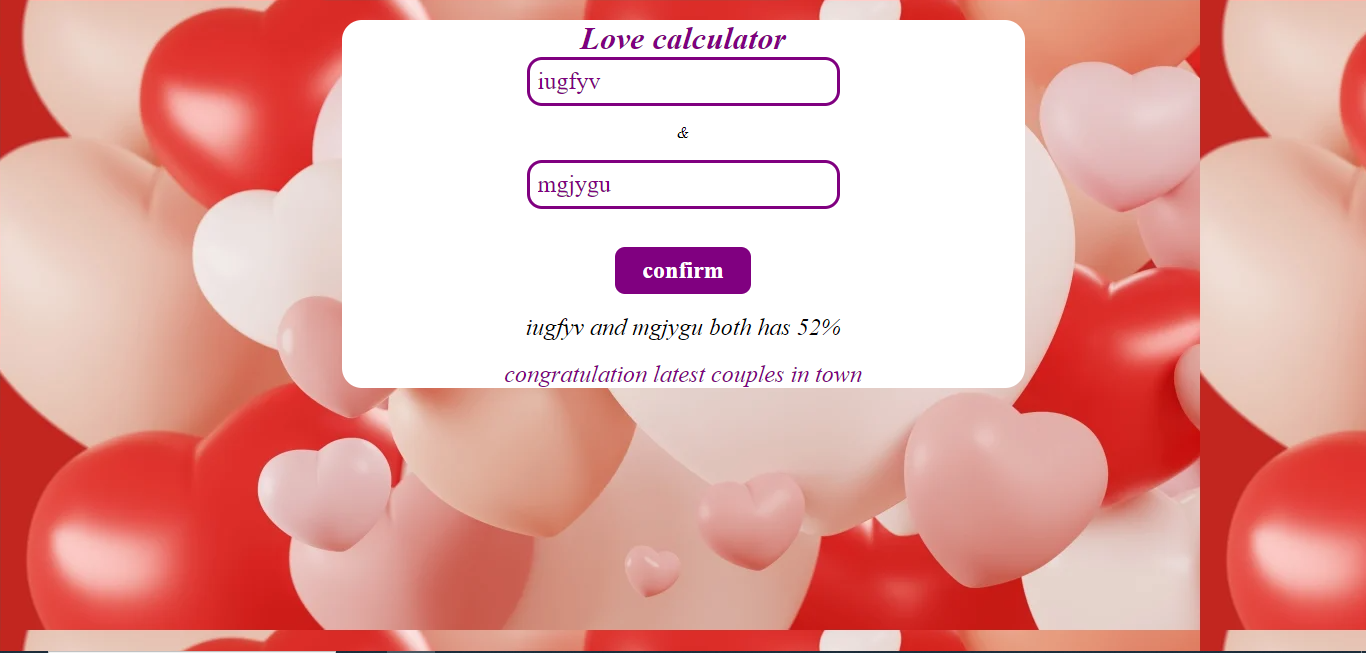 Love calculator
iugfyv
&
mgjygu
confirm
iugfyv and mgjygu both has 52%
congratulation latest couples in town